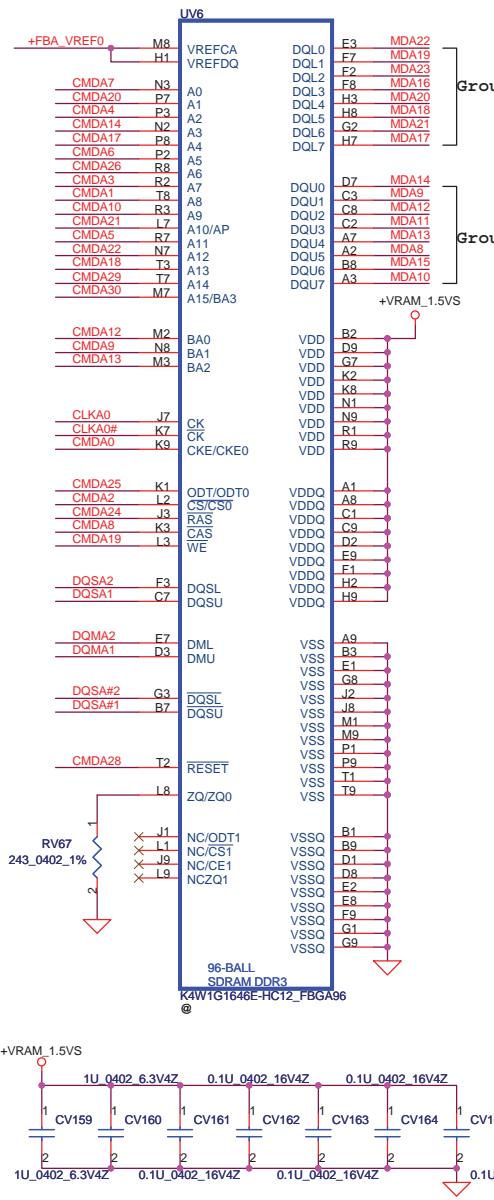 UV6
+FBA_VREF0 M8 VREFCA DQL0 E3 MDA22
H1 VREFDQ DQL1 F7 MDA19
DQL2 F2 MDA23
CMDA7 N3 A0 DQL3 F8 MDA16
CMDA20 P7 A1 DQL4 H3 MDA20
CMDA4 P3 A2 DQL5 H8 MDA18
CMDA14 N2 A3 DQL6 G2 MDA21
CMDA17 P8 A4 DQL7 H7 MDA17
CMDA6 P2 A5
CMDA26 R8 A6
CMDA3 R2 A7 DQU0 D7 MDA14
CMDA1 T8 A8 DQU1 C3 MDA9
CMDA10 R3 A9 DQU2 C8 MDA12
CMDA21 L7 A10/AP DQU3 C2 MDA11
CMDA5 R7 A11 DQU4 A7 MDA13
CMDA22 N7 A12 DQU5 A2 MDA8
CMDA18 T3 A13 DQU6 B8 MDA15
CMDA29 T7 A14 DQU7 A3 MDA10
CMDA30 M7 A15/BA3 +VRAM_1.5VS
CMDA12 M2 BA0 VDD B2
CMDA9 N8 BA1 VDD D9
CMDA13 M3 BA2 VDD G7
VDD K2
VDD K8
VDD N1
CLKA0 J7 CK VDD N9
CLKA0# K7 CK VDD R1
CMDA0 K9 CKE/CKE0 VDD R9
CMDA25 K1 ODT/ODT0 VDDQ A1
CMDA2 L2 CS/CS0 VDDQ A8
CMDA24 J3 RAS VDDQ C1
CMDA8 K3 CAS VDDQ C9
CMDA19 L3 WE VDDQ D2
VDDQ E9
VDDQ F1
DQSA2 F3 DQSL VDDQ H2
DQSA1 C7 DQSU VDDQ H9
DQMA2 E7 DML VSS A9
DQMA1 D3 DMU VSS B3
VSS E1
VSS G8
DQSA#2 G3 DQSL VSS J2
DQSA#1 B7 DQSU VSS J8
VSS M1
VSS M9
VSS P1
CMDA28 T2 RESET VSS P9
VSS T1
L8 ZQ/ZQ0 VSS T9
1
RV67
243_0402_1%
2
J1 NC/ODT1 VSSQ B1
L1 NC/CS1 VSSQ B9
J9 NC/CE1 VSSQ D1
L9 NCZQ1 VSSQ D8
VSSQ E2
VSSQ E8
VSSQ F9
VSSQ G1
VSSQ G9
96-BALL
SDRAM DDR3
K4W1G1646E-HC12_FBGA96
@
+VRAM_1.5VS
1U_0402_6.3V4Z 0.1U_0402_16V4Z 0.1U_0402_16V4Z
1 1 1 1 1 1 1
CV159 CV160 CV161 CV162 CV163 CV164
2 2 2 2 2 2 2
1U_0402_6.3V4Z 0.1U_0402_16V4Z 0.1U_0402_16V4Z